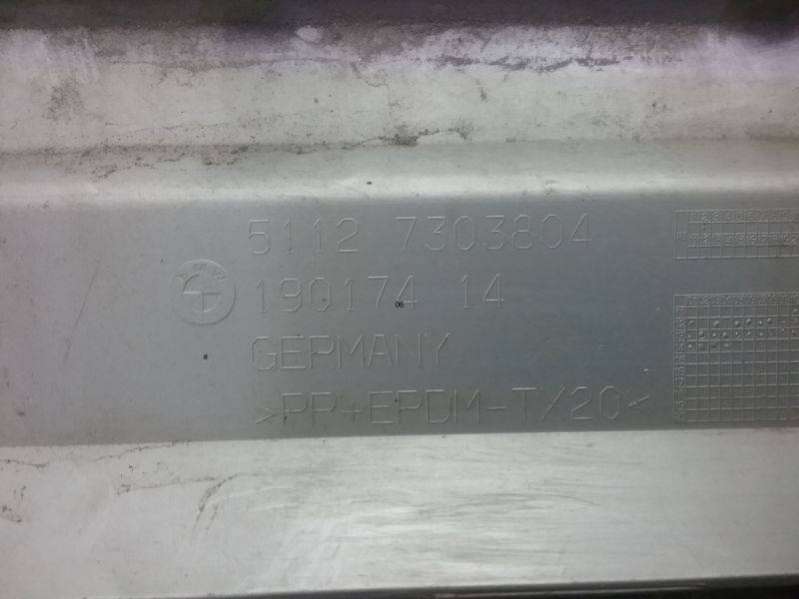 5112 7303804
190174 14
GERMANY
>PP+EPDM-TX20<